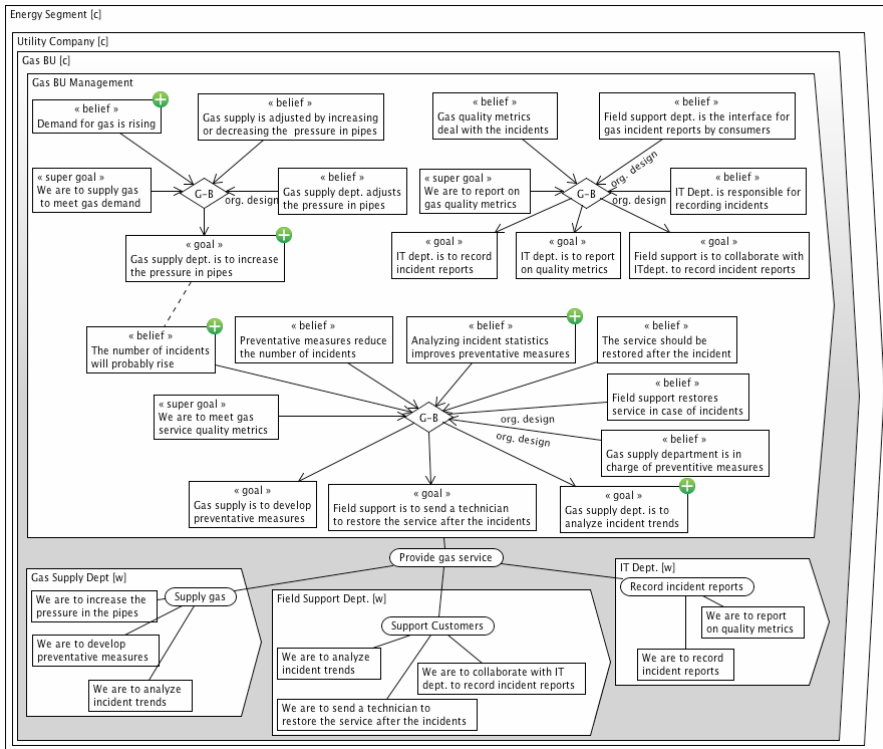 Energy Segment [c]
Utility Company [c]
Gas BU [c]
Gas BU Management
« belief »
Demand for gas is rising
« belief »
Gas supply is adjusted by increasing
or decreasing the pressure in pipes
« belief »
Gas quality metrics
deal with the incidents
« belief »
Field support dept. is the interface for
gas incident reports by consumers
« super goal »
We are to supply gas
to meet gas demand
G-B
org. design
« belief »
Gas supply dept. adjusts
the pressure in pipes
« super goal »
We are to report on
gas quality metrics
G-B
org. design
org. design
« belief »
IT Dept. is responsible for
recording incidents
« goal »
Gas supply dept. is to increase
the pressure in pipes
« goal »
IT dept. is to record
incident reports
« goal »
IT dept. is to report
on quality metrics
« goal »
Field support is to collaborate with
ITdept. to record incident reports
« belief »
The number of incidents
will probably rise
« belief »
Preventative measures reduce
the number of incidents
« belief »
Analyzing incident statistics
improves preventative measures
« belief »
The service should be
restored after the incident
« super goal »
We are to meet gas
service quality metrics
G-B
org. design
org. design
« belief »
Field support restores
service in case of incidents
« belief »
Gas supply department is in
charge of preventitive measures
« goal »
Gas supply is to develop
preventative measures
« goal »
Field support is to send a technician
to restore the service after the incidents
« goal »
Gas supply dept. is to
analyze incident trends
Provide gas service
Gas Supply Dept [w]
We are to increase the
pressure in the pipes
Supply gas
We are to develop
preventative measures
We are to analyze
incident trends
Field Support Dept. [w]
Support Customers
We are to analyze
incident trends
We are to collaborate with IT
dept. to record incident reports
We are to send a technician to
restore the service after the incidents
IT Dept. [w]
Record incident reports
We are to report
on quality metrics
We are to record
incident reports